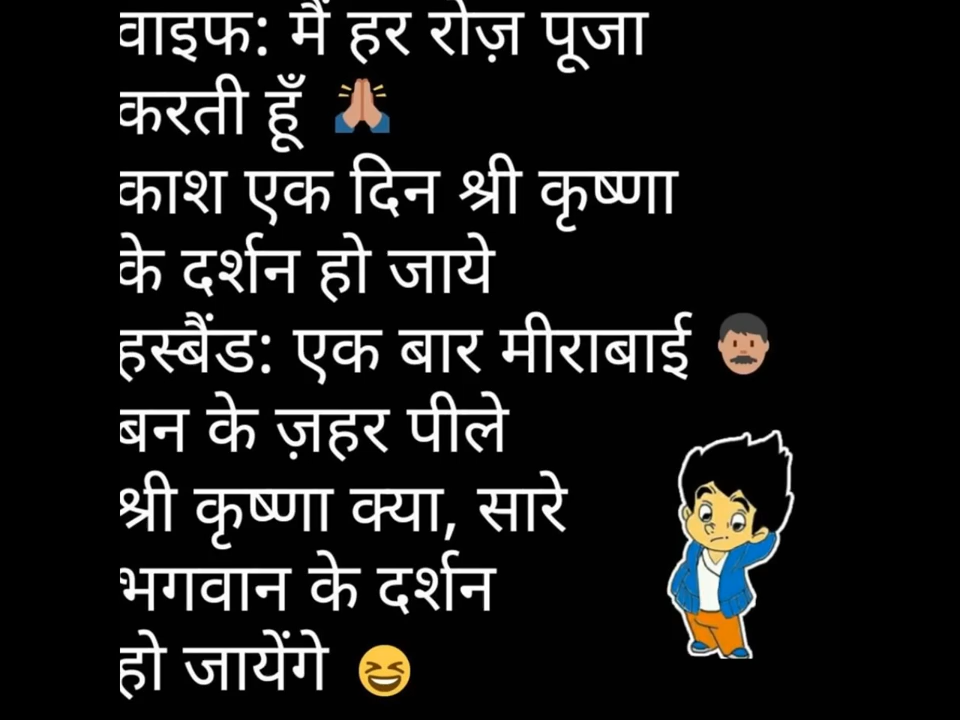 वाइफ: मैं हर रोज़ पूजा
करती हूँ 🙏
काश एक दिन श्री कृष्णा
के दर्शन हो जाये
हस्बैंड: एक बार मीराबाई 👨
बन के ज़हर पीले
श्री कृष्णा क्या, सारे
भगवान के दर्शन
हो जायेंगे 😆